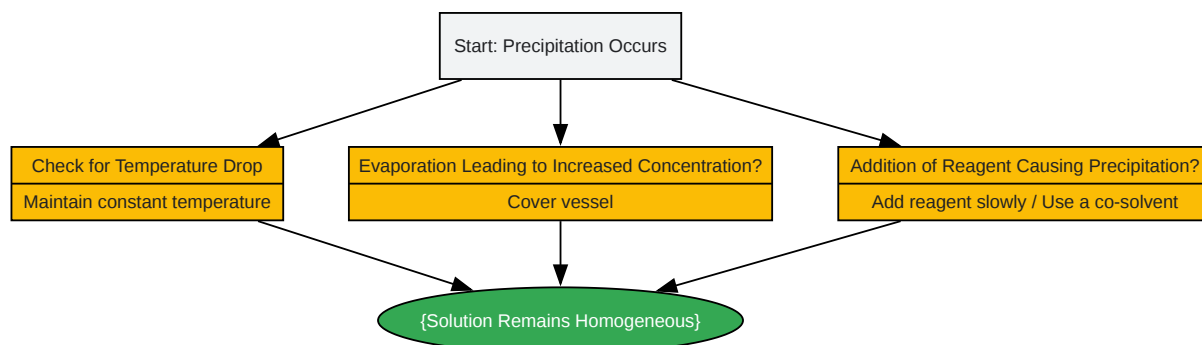 Start: Precipitation Occurs
Check for Temperature Drop
Maintain constant temperature
Evaporation Leading to Increased Concentration?
Cover vessel
Addition of Reagent Causing Precipitation?
Add reagent slowly / Use a co-solvent
{Solution Remains Homogeneous}